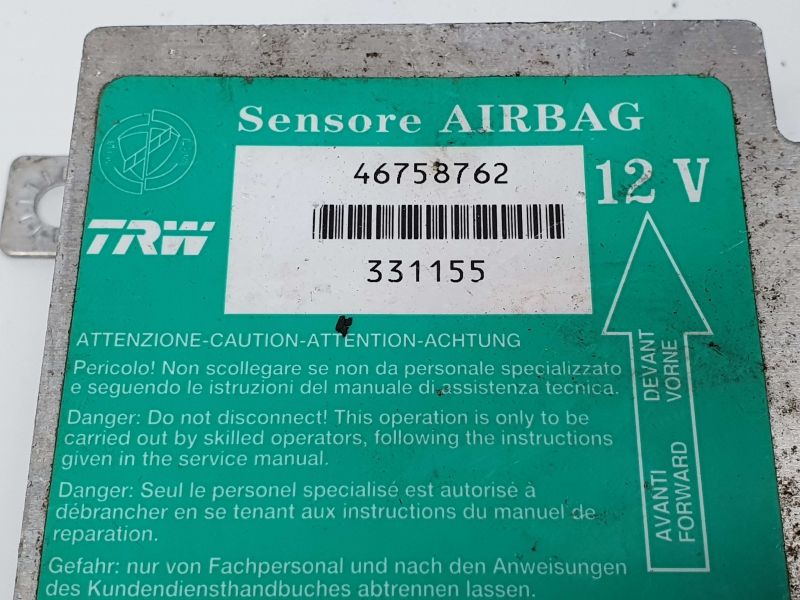 Sensore AIRBAG
46758762
12 V
TRW
331155
ATTENZIONE-CAUTION-ATTENTION-ACHTUNG
Pericolo! Non scollegare se non da personale specializzato
e seguendo le istruzioni del manuale di assistenza tecnica.
Danger: Do not disconnect! This operation is only to be
carried out by skilled operators, following the instructions
given in the service manual.
Danger: Seul le personel specialisé est autorisé à
débrancher en se tenant aux instructions du manuel de
reparation.
Gefahr: nur von Fachpersonal und nach den Anweisungen
des Kundendiensthandbuches abtrennen lassen.
DEVANT
VORNE
AVANTI
FORWARD